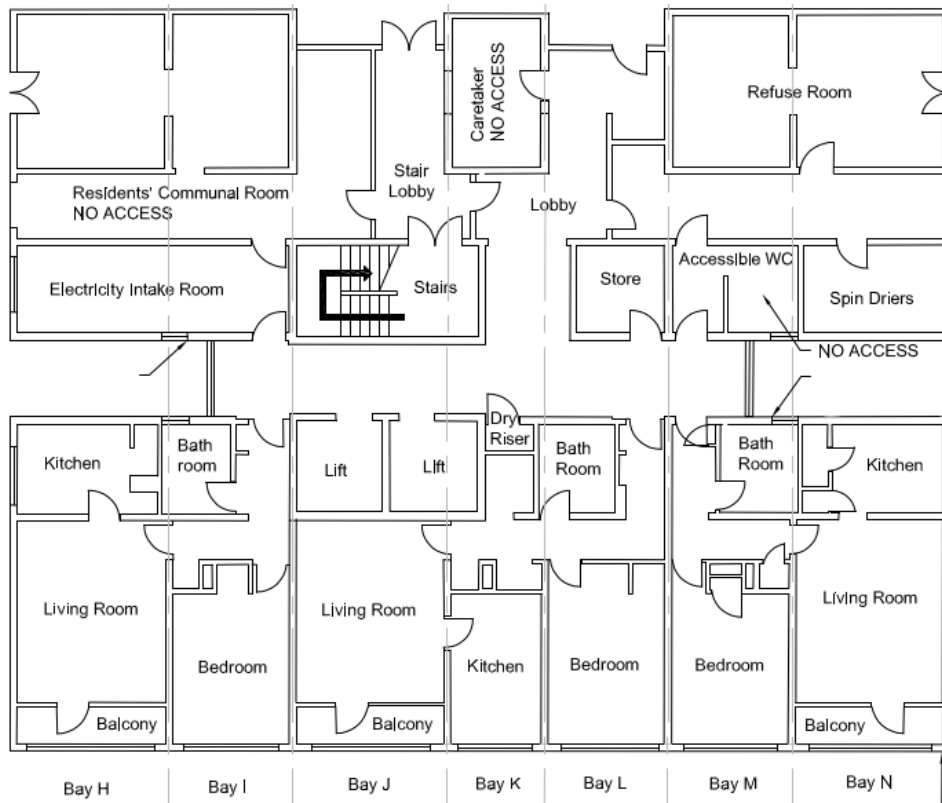 Caretaker
NO ACCESS
Refuse Room
Residents' Communal Room
NO ACCESS
Stair
Lobby
Lobby
Electricity Intake Room
Stairs
Store
Accessible WC
Spin Driers
NO ACCESS
Kitchen
Bath
room
Lift
Lift
Dry
Riser
Bath
Room
Bath
Room
Kitchen
Living Room
Bedroom
Living Room
Kitchen
Bedroom
Bedroom
Living Room
Balcony
Balcony
Balcony
Bay H
Bay I
Bay J
Bay K
Bay L
Bay M
Bay N